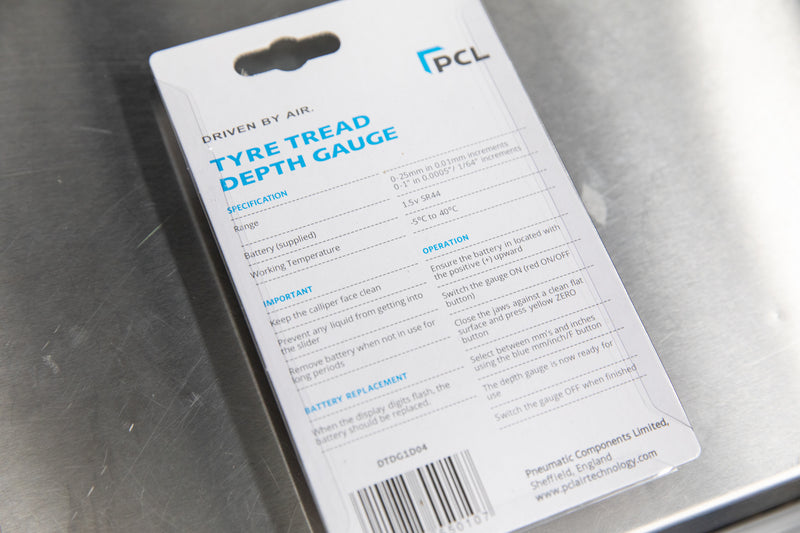 PCL
DRIVEN BY AIR.
TYRE TREAD
DEPTH GAUGE
SPECIFICATION
Range
0-25mm in 0.01mm increments
0-1" in 0.0005"/ 1/64" increments
Battery (supplied)
1.5v SR44
Working Temperature
-5°C to 40°C
IMPORTANT
Keep the calliper face clean
Prevent any liquid from getting into
the slider
Remove battery when not in use for
long periods
BATTERY REPLACEMENT
When the display digits flash, the
battery should be replaced.
OPERATION
Ensure the battery in located with
the positive (+) upward
Switch the gauge ON (red ON/OFF
button)
Close the jaws against a clean flat
surface and press yellow ZERO
button
Select between mm's and inches
using the blue mm/inch/F button
The depth gauge is now ready for
use
Switch the gauge OFF when finished
DTDG1D04
Pneumatic Components Limited,
Sheffield, England
www.pclairtechnology.com